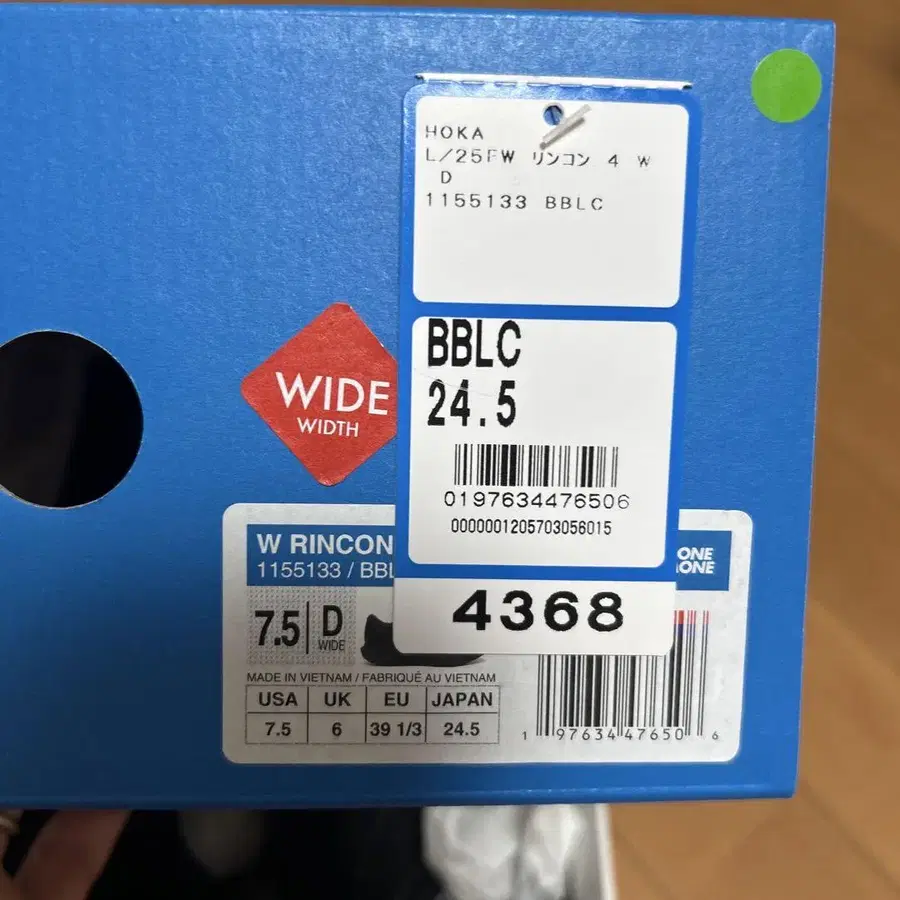 HOKA
L/25FW リンコン 4 W
D
1155133 BBLC
BBLC
24.5
0197634476506
0000001205703056015
4368
WIDE
WIDTH
W RINCON
1155133 / BBL
ONE
ONE
7.5 D
WIDE
MADE IN VIETNAM / FABRIQUÉ AU VIETNAM
USA UK EU JAPAN
7.5 6 39 1/3 24.5
1 97634 47650 6